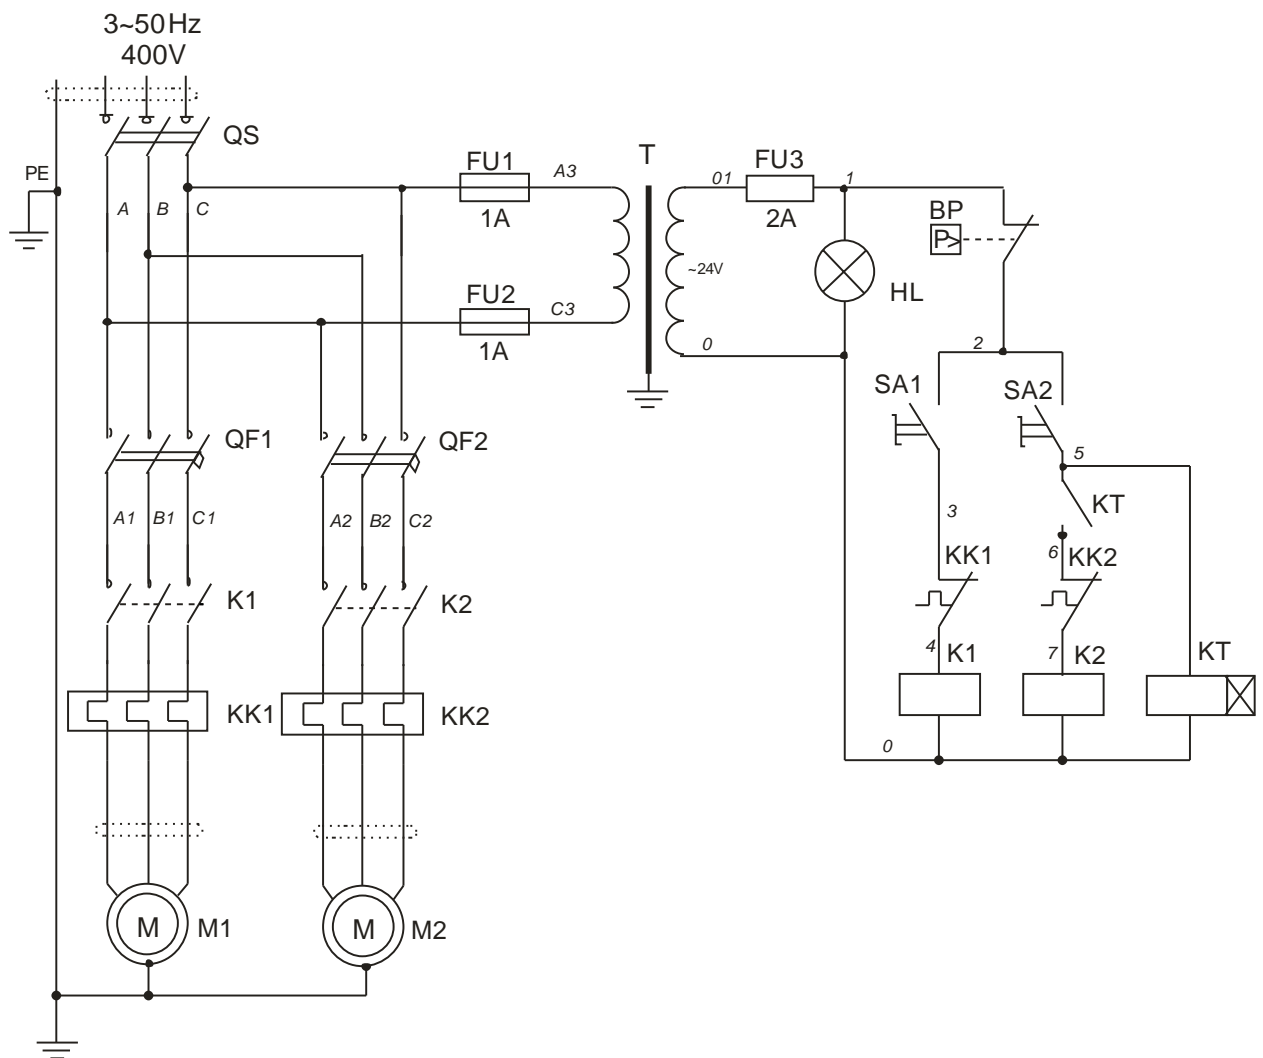 3~50Hz
400V
QS
PE
A B C
FU1
A3
1A
T
01
FU3
1
2A
BP
P>
~24V
HL
FU2
C3
1A
0
2
SA1
SA2
QF1
QF2
5
A1 B1 C1
A2 B2 C2
3
KT
KK1
6 KK2
K1
K2
4 K1
7 K2
KT
KK1
KK2
0
M M1
M M2